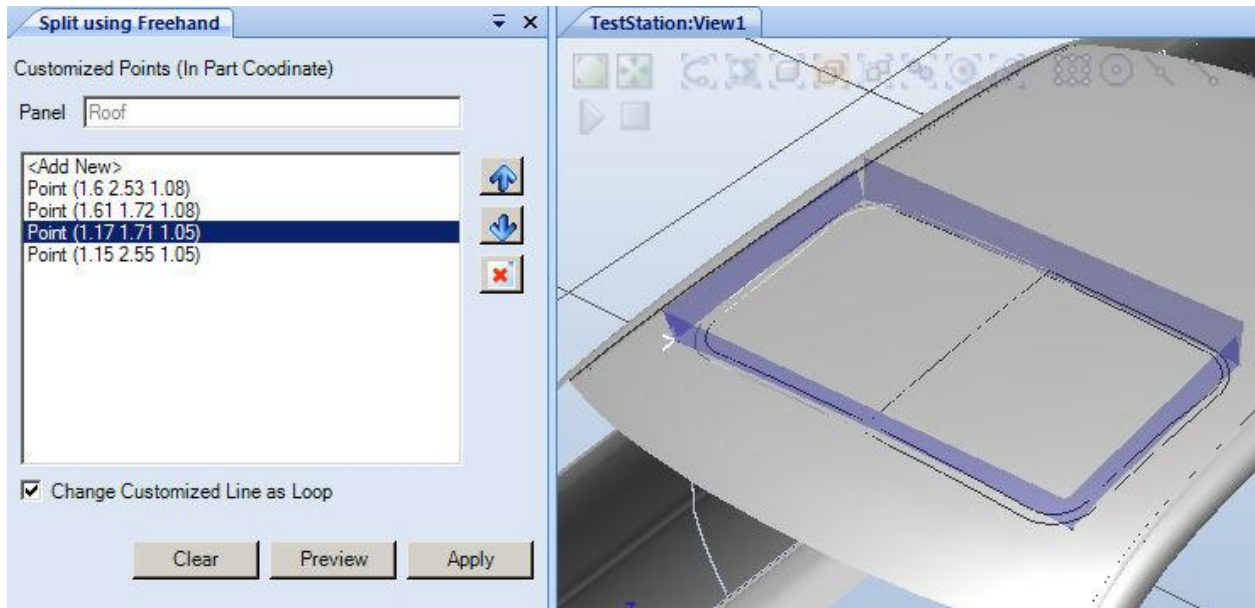 Split using Freehand
TestStation:View1
Customized Points (In Part Coodinate)
Panel Roof
<Add New>
Point (1.6 2.53 1.08)
Point (1.61 1.72 1.08)
Point (1.17 1.71 1.05)
Point (1.15 2.55 1.05)
Change Customized Line as Loop
Clear Preview Apply